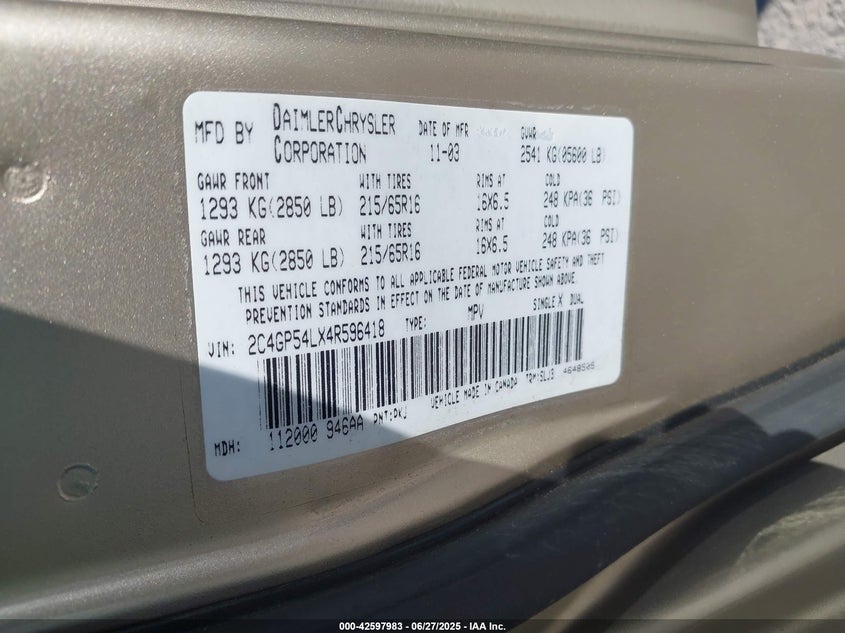 MFD BY DAIMLERCHRYSLER CORPORATION
DATE OF MFR 11-03
GVWR 2541 KG(05600 LB)
GAWR FRONT WITH TIRES RIMS AT COLD
1293 KG(2850 LB) 215/65R16 16X6.5 248 KPA(36 PSI)
GAWR REAR WITH TIRES RIMS AT COLD
1293 KG(2850 LB) 215/65R16 16X6.5 248 KPA(36 PSI)
THIS VEHICLE CONFORMS TO ALL APPLICABLE FEDERAL MOTOR VEHICLE SAFETY AND THEFT
PREVENTION STANDARDS IN EFFECT ON THE DATE OF MANUFACTURE SHOWN ABOVE.
VIN: 2C4GP54LX4R596418 TYPE: MPV SINGLE X DUAL
MDH: 112000 946AA PNT:PKJ VEHICLE MADE IN CANADA TRM:SLJ3 4648505
000-42597983 / 06/27/2025 - IAA Inc.